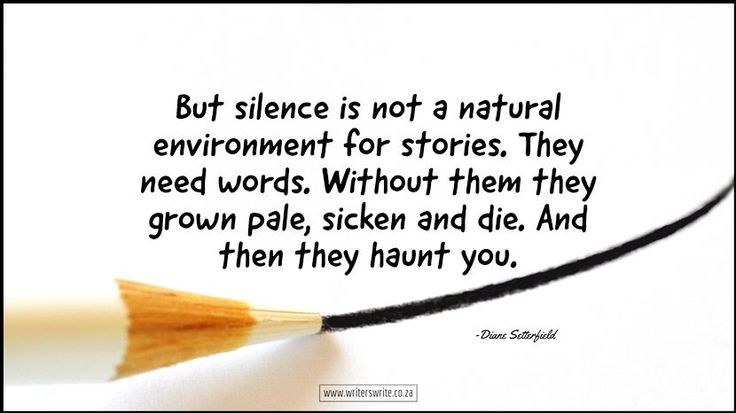 But silence is not a natural
environment for stories. They
need words. Without them they
grown pale, sicken and die. And
then they haunt you.
-Diane Setterfield
www.writerswrite.co.za